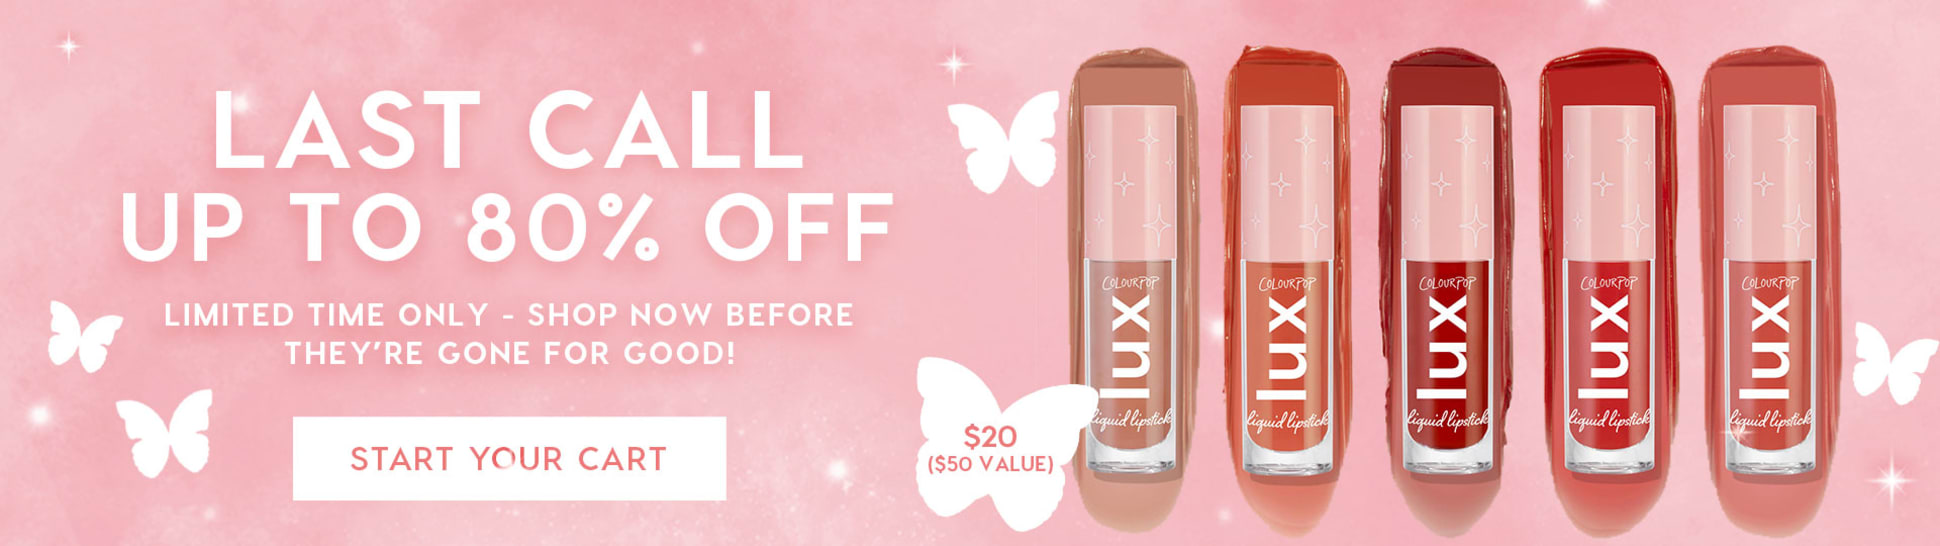 LAST CALL
UP TO 80% OFF
LIMITED TIME ONLY - SHOP NOW BEFORE
THEY'RE GONE FOR GOOD!
START YOUR CART
$20
($50 VALUE)
COLOURPOP
lux
liquid lipstick
COLOURPOP
lux
liquid lipstick
COLOURPOP
lux
liquid lipstick
COLOURPOP
lux
liquid lipstick
COLOURPOP
lux
liquid lipstick